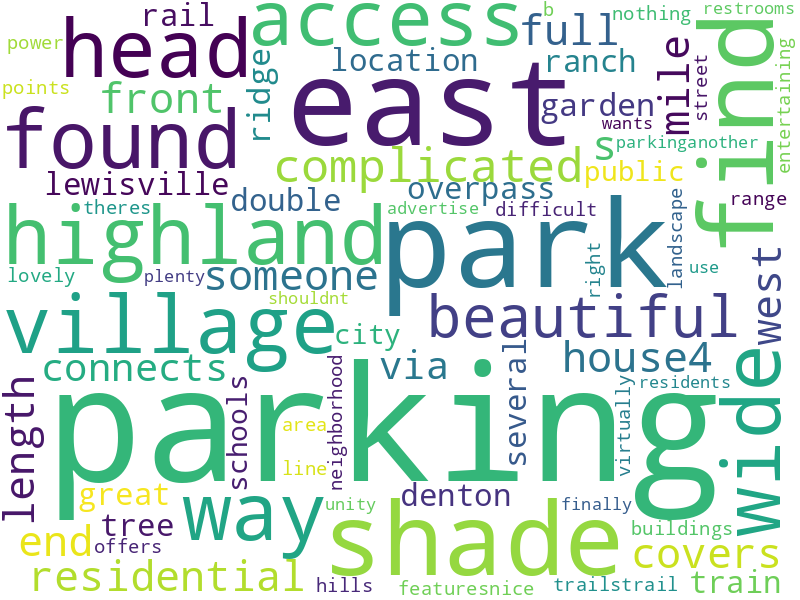 rail
access
full
nothing
b
restrooms
power
head
ridge
location
ranch
mile
street
find
entertaining
points
front
east
garden
wants
found
complicated
s
parkinganother
public
lewisville
double
overpass
range
theres
advertise
difficult
highland
someone
park
right
landscape
west
lovely
plenty
use
shouldnt
village
city
beautiful
connects
via
several
house4
wide
length
schools
neighborhood
parking
virtually
residents
area
line
great
way
denton
shade
end
tree
offers
unity
finally
buildings
covers
residential
hills
featuresnice
trailstrail
train